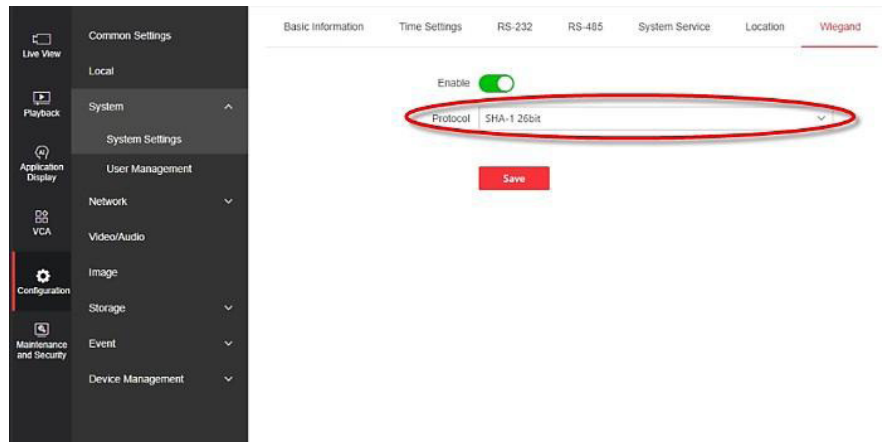 Live View
Playback
Application
Display
VCA
Configuration
Maintenance
and Security
Common Settings
Local
System
System Settings
User Management
Network
Video/Audio
Image
Storage
Event
Device Management
Basic Information Time Settings RS-232 RS-485 System Service Location Wiegand
Enable
Protocol SHA-1 26bit
Save